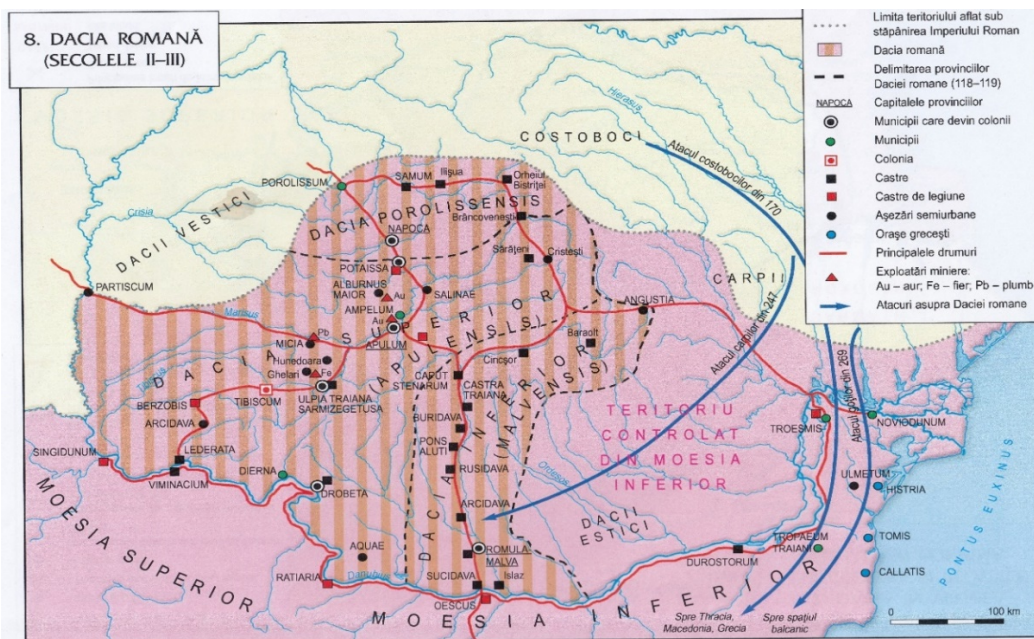 8. DACIA ROMANĂ
(SECOLELE II–III)
Limita teritoriului aflat sub
stăpânirea Imperiului Roman
Dacia romană
Delimitarea provinciilor
Daciei romane (118–119)
NAPOCA
Capitalele provinciilor
Municipii care devin colonii
Municipii
Colonia
Castre
Castre de legiune
Așezări semiurbane
Orașe grecești
Principalele drumuri
Exploatări miniere:
Au – aur; Fe – fier; Pb – plumb
Atacuri asupra Daciei romane
Hierasus
COSTOBOCI
Atacul costobocilor din 170
Crisia
DACII VESTICI
POROLISSUM
SAMUM
Ilișua
Orheiul
Bistriței
DACIA POROLISSENSIS
Brâncovenești
NAPOCA
POTAISSA
Sărățeni
Cristești
CARPII
PARTISCUM
ALBURNUS
MAIOR
Au
SALINAE
AMPELUM
Au
ANGUSTIA
Atacul carpilor din 247
Marisus
Pb
MICIA
APULUM
DACIA SUPERIOR
(APULENSIS)
Baraolt
Hunedoara
Ghelari
Fe
Cincșor
CAPUT
STENARUM
CASTRA
TRAIANA
TIBISCUM
ULPIA TRAIANA
SARMIZEGETUSA
BERZOBIS
ARCIDAVA
BURIDAVA
DACIA INFERIOR
(MALVENSIS)
TERITORIU
CONTROLAT
DIN MOESIA
INFERIOR
Atacul goților din 269
TROESMIS
NOVIODUNUM
SINGIDUNUM
LEDERATA
VIMINACIUM
DIERNA
PONS
ALUTI
RUSIDAVA
ULMETUM
HISTRIA
DROBETA
ARCIDAVA
Ordessus
DACII
ESTICI
MOESIA SUPERIOR
AQUAE
ROMULA-
MALVA
TROPAEUM
TRAIANI
TOMIS
DUROSTORUM
CALLATIS
PONTUS EUXINUS
RATIARIA
Danubius
SUCIDAVA
Islaz
OESCUS
MOESIA INFERIOR
Spre Thracia,
Macedonia, Grecia
Spre spațiul
balcanic
0
100 km